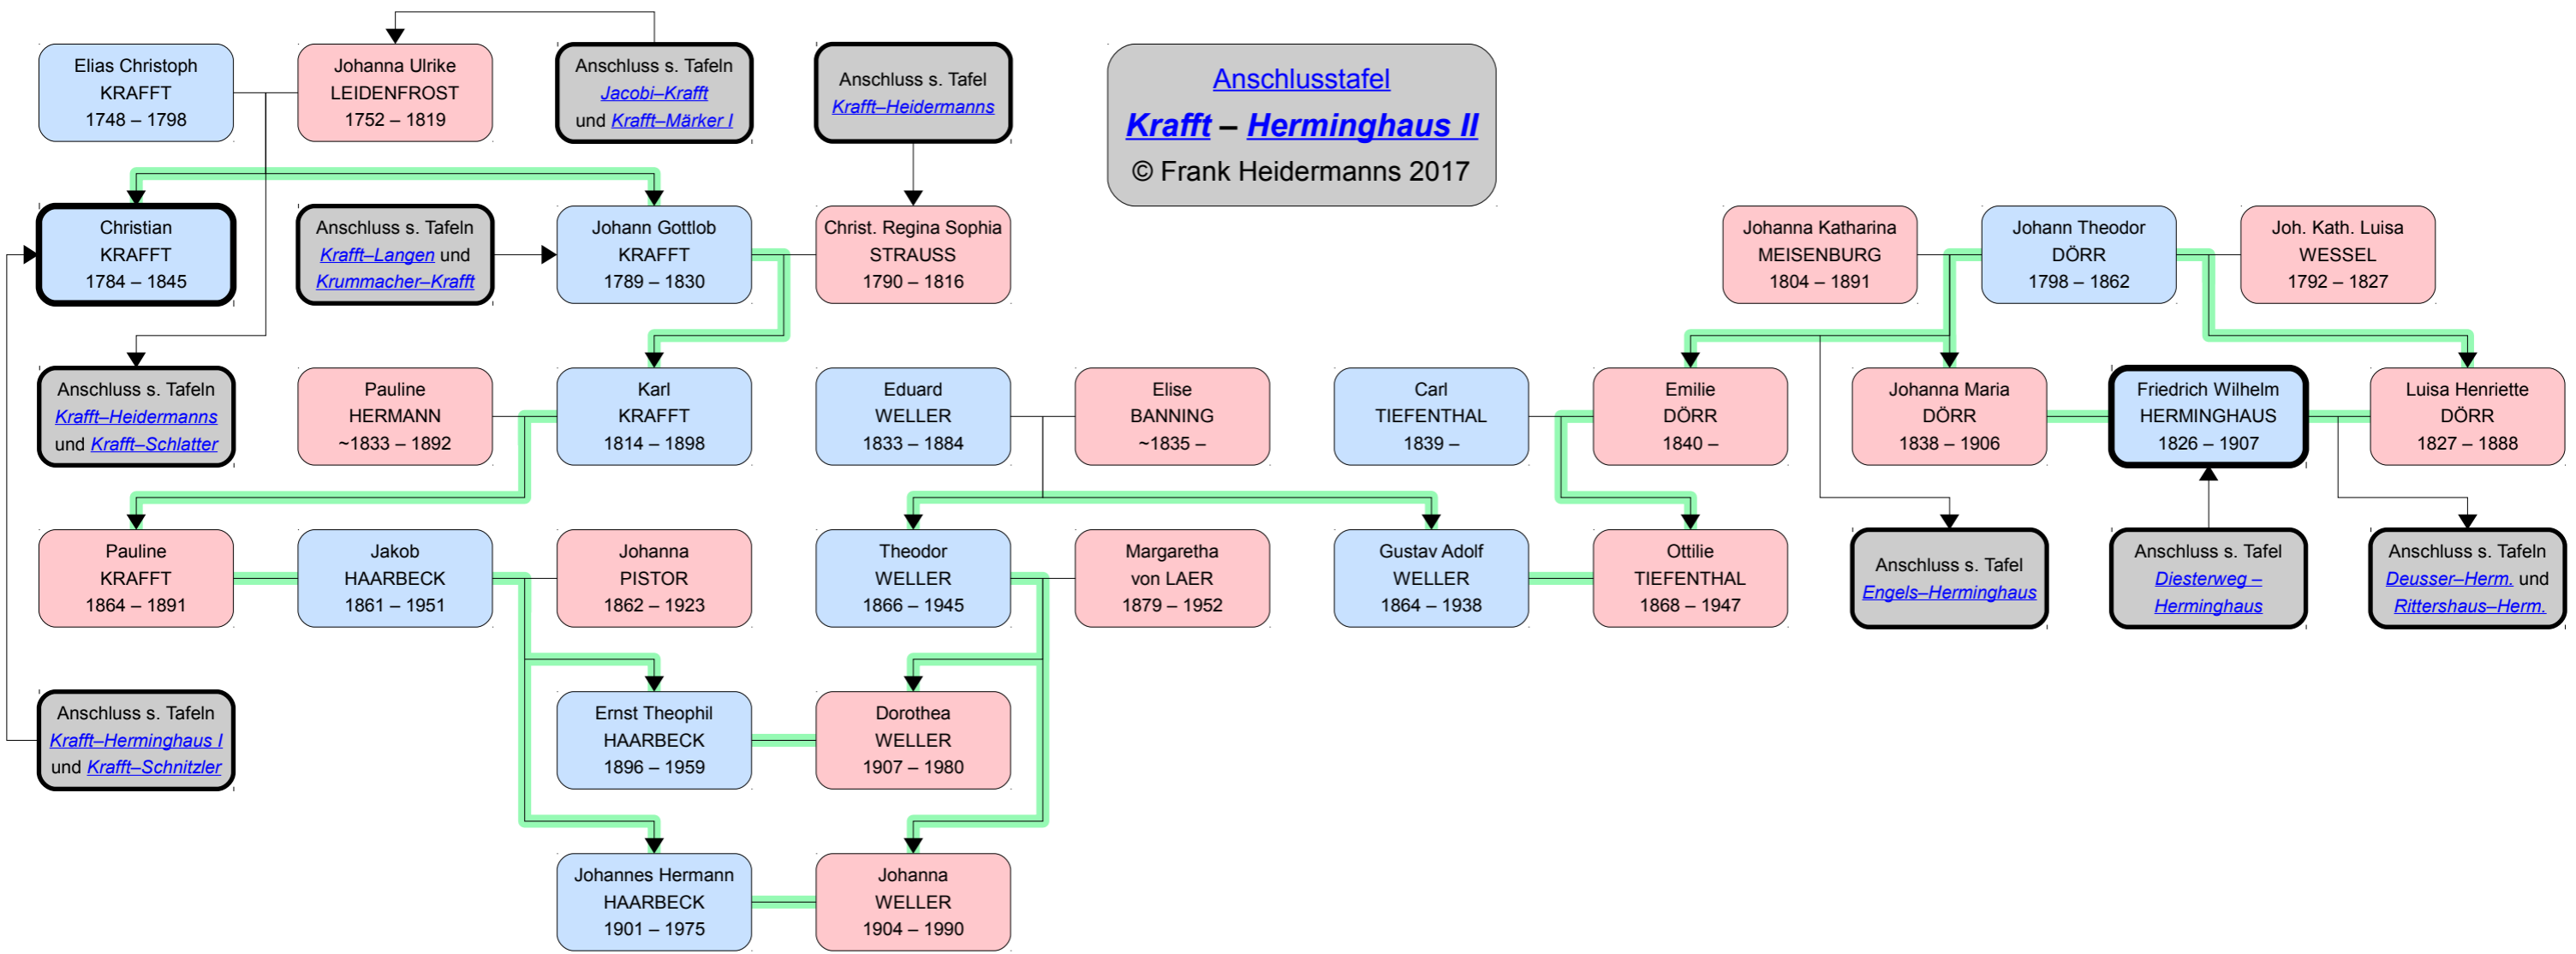 Elias Christoph
KRAFFT
1748 – 1798
Johanna Ulrike
LEIDENFROST
1752 – 1819
Anschluss s. Tafeln
Jacobi–Krafft
und Krafft–Märker I
Anschluss s. Tafel
Krafft–Heidermanns
Anschlusstafel
Krafft – Herminghaus II
© Frank Heidermanns 2017
Christian
KRAFFT
1784 – 1845
Anschluss s. Tafeln
Krafft–Langen und
Krummacher–Krafft
Johann Gottlob
KRAFFT
1789 – 1830
Christ. Regina Sophia
STRAUSS
1790 – 1816
Johanna Katharina
MEISENBURG
1804 – 1891
Johann Theodor
DÖRR
1798 – 1862
Joh. Kath. Luisa
WESSEL
1792 – 1827
Anschluss s. Tafeln
Krafft–Heidermanns
und Krafft–Schlatter
Pauline
HERMANN
~1833 – 1892
Karl
KRAFFT
1814 – 1898
Eduard
WELLER
1833 – 1884
Elise
BANNING
~1835 –
Carl
TIEFENTHAL
1839 –
Emilie
DÖRR
1840 –
Johanna Maria
DÖRR
1838 – 1906
Friedrich Wilhelm
HERMINGHAUS
1826 – 1907
Luisa Henriette
DÖRR
1827 – 1888
Pauline
KRAFFT
1864 – 1891
Jakob
HAARBECK
1861 – 1951
Johanna
PISTOR
1862 – 1923
Theodor
WELLER
1866 – 1945
Margaretha
von LAER
1879 – 1952
Gustav Adolf
WELLER
1864 – 1938
Ottilie
TIEFENTHAL
1868 – 1947
Anschluss s. Tafel
Engels–Herminghaus
Anschluss s. Tafel
Diesterweg –
Herminghaus
Anschluss s. Tafeln
Deusser–Herm. und
Rittershaus–Herm.
Anschluss s. Tafeln
Krafft–Herminghaus I
und Krafft–Schnitzler
Ernst Theophil
HAARBECK
1896 – 1959
Dorothea
WELLER
1907 – 1980
Johannes Hermann
HAARBECK
1901 – 1975
Johanna
WELLER
1904 – 1990